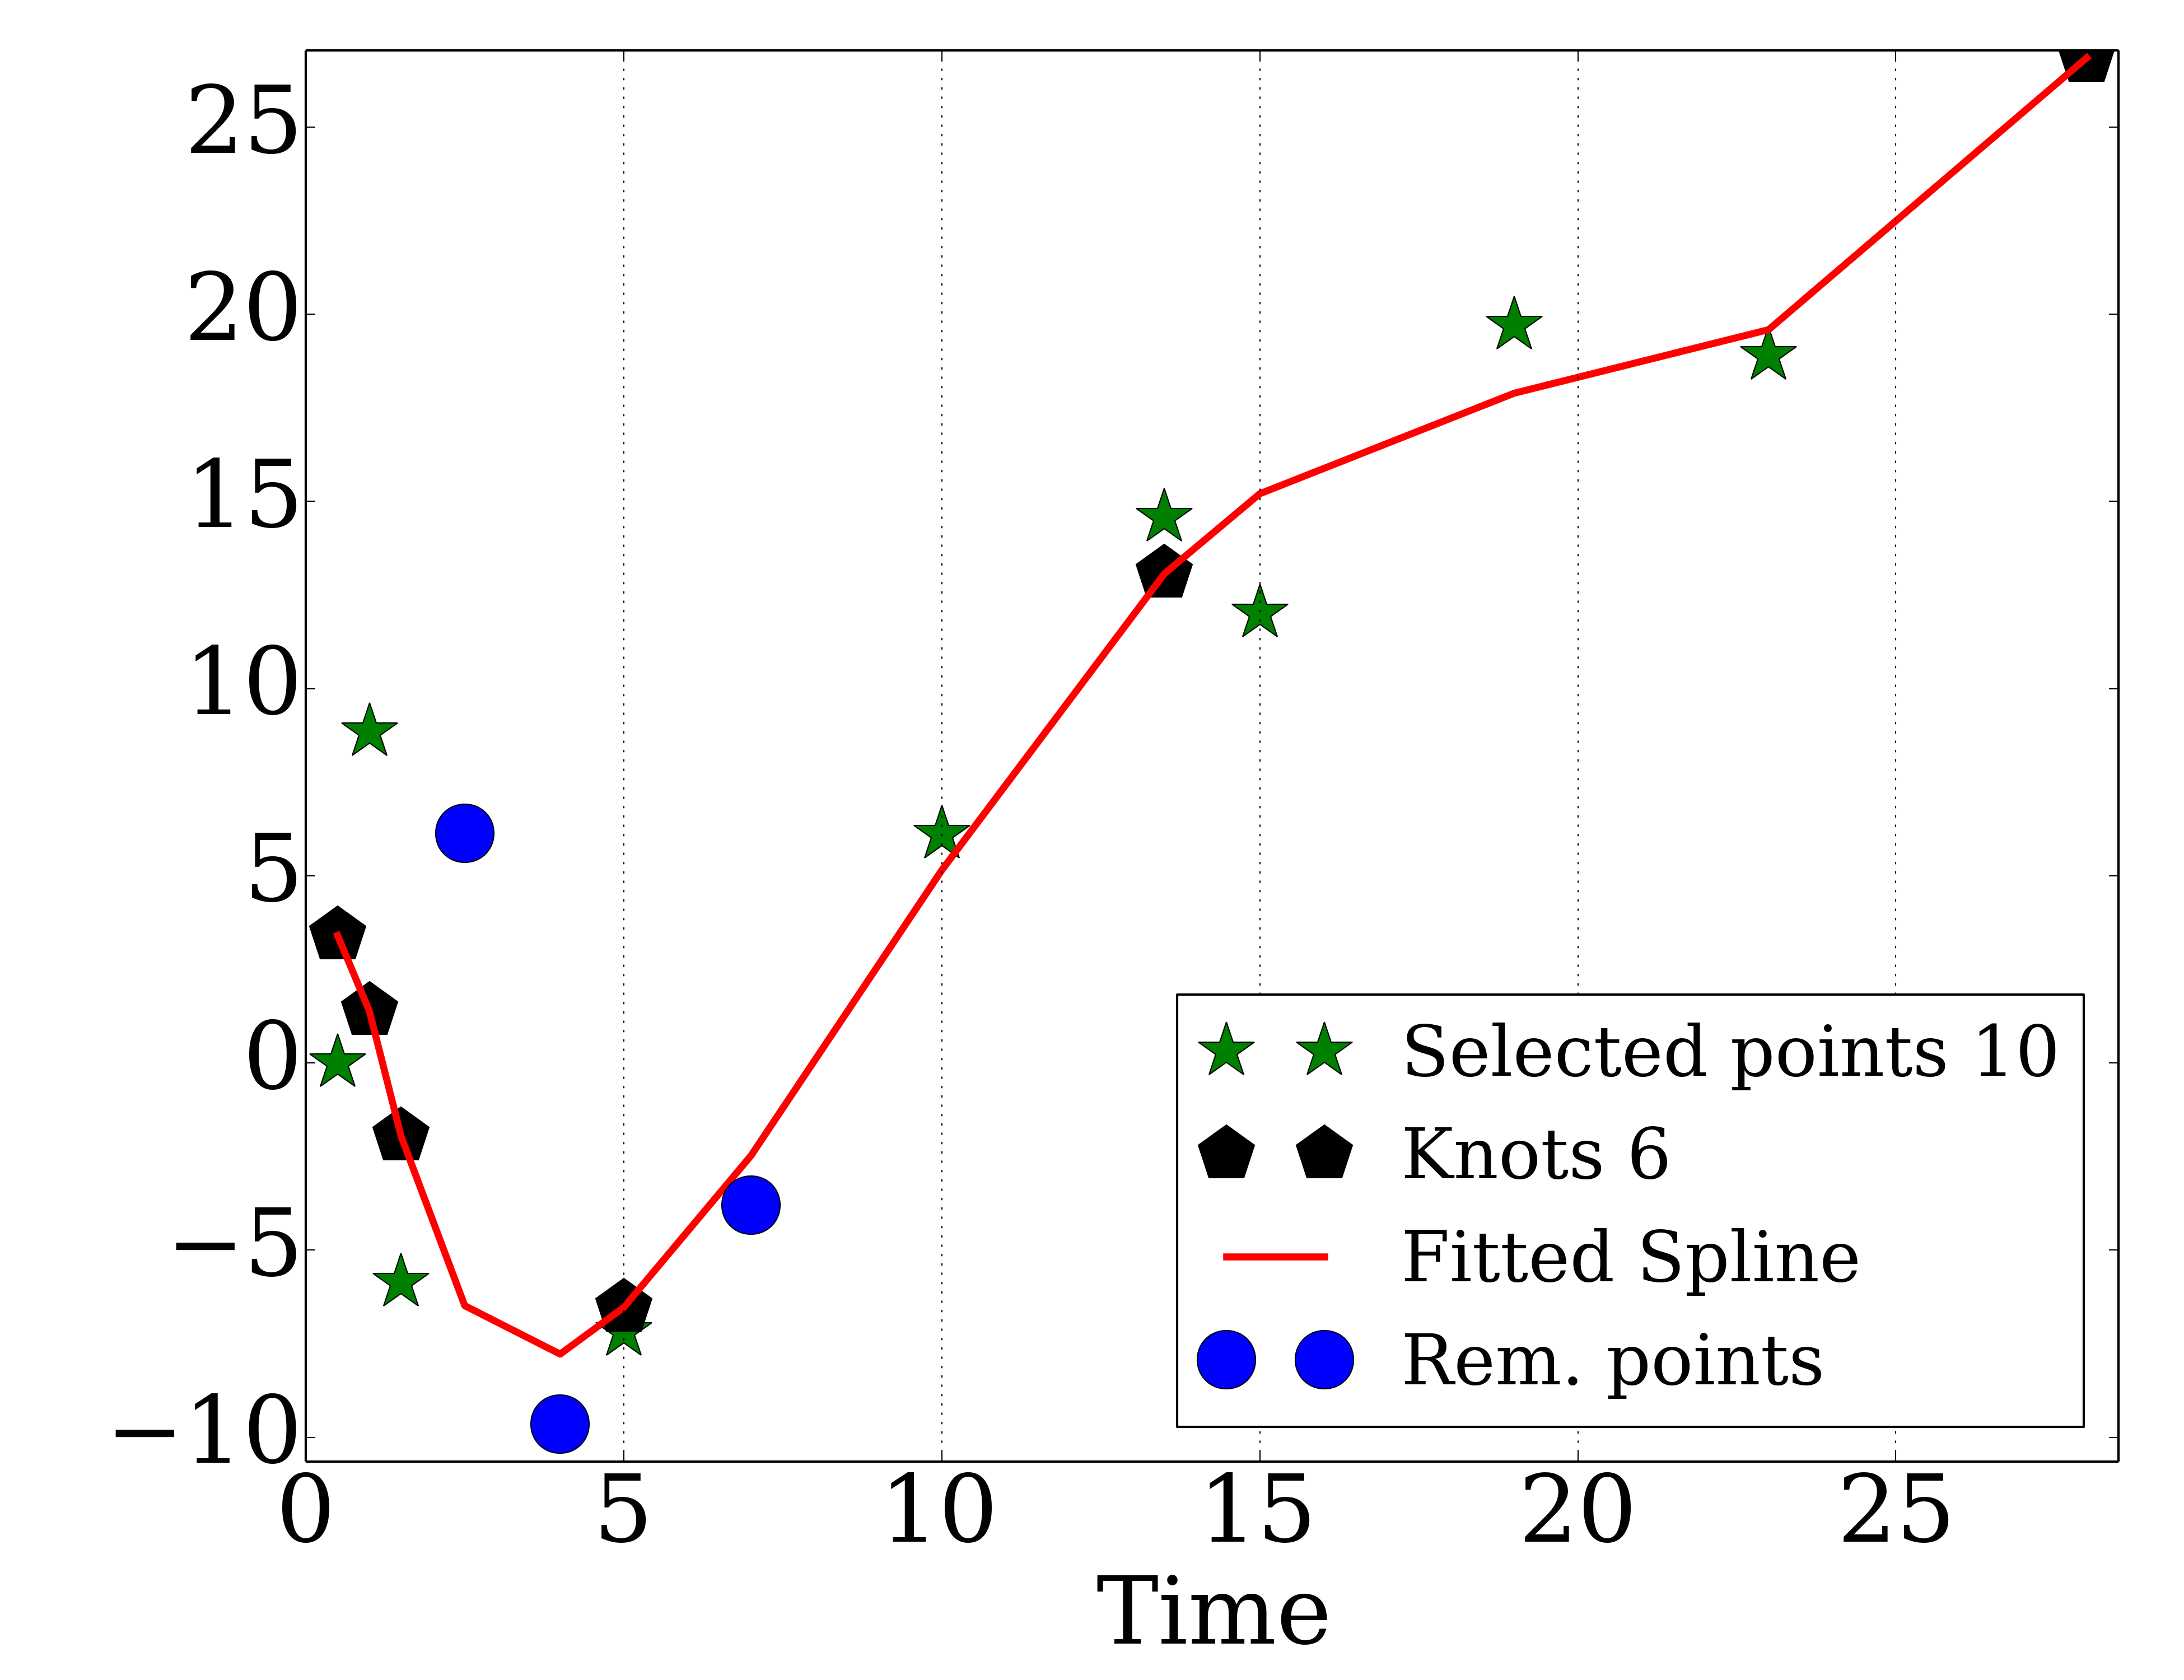 25
20
15
10
5
0
−5
−10
0 5 10 15 20 25
Time
Selected points 10
Knots 6
Fitted Spline
Rem. points